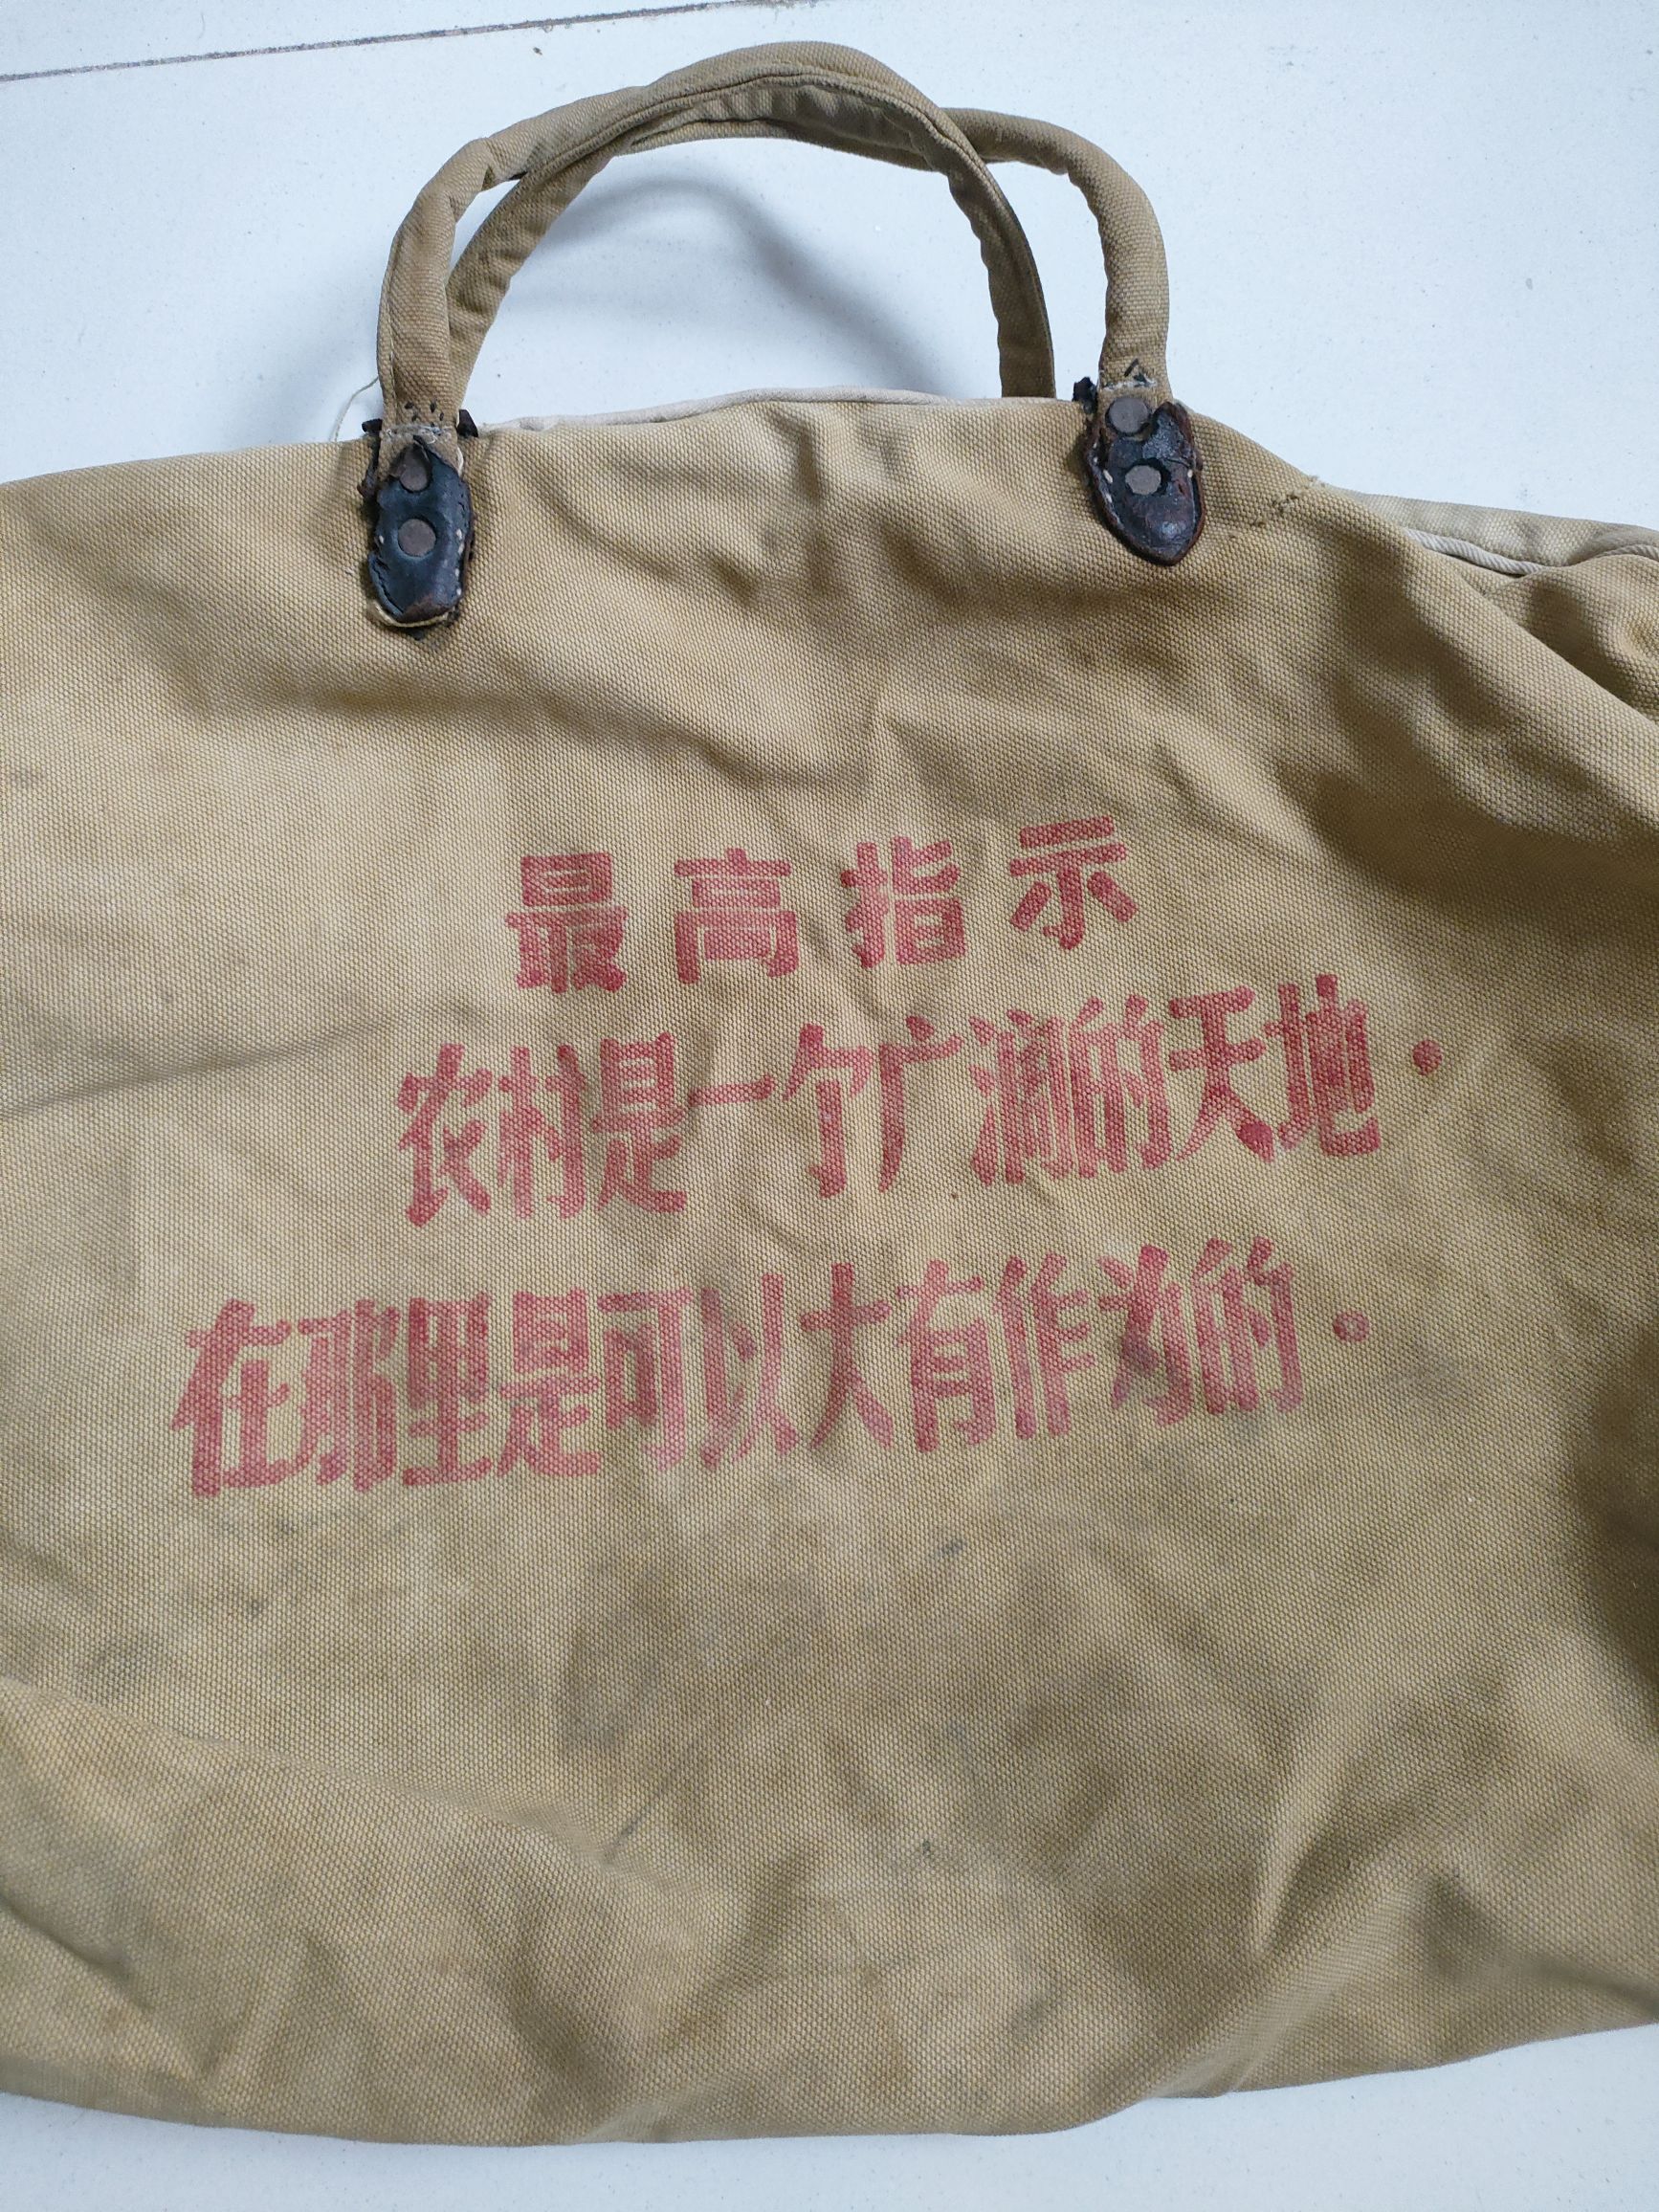 最高指示
农村是一个广阔的天地.
在那里是可以大有作为的.